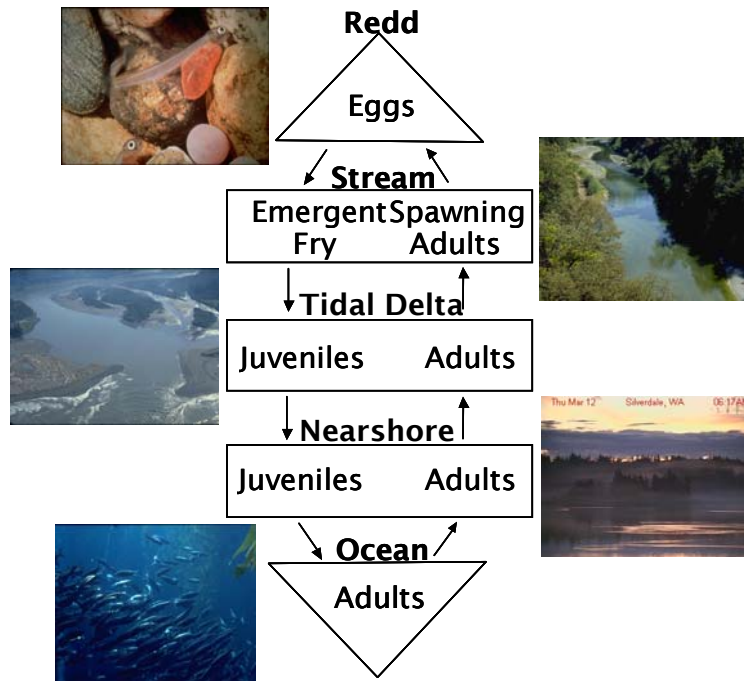 Redd
Eggs
Stream
Emergent Spawning
Fry Adults
Tidal Delta
Juveniles Adults
Nearshore
Juveniles Adults
Ocean
Adults
Thu Mar 12 Silverdale, WA 06:17